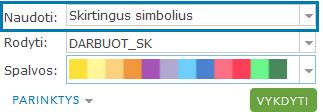 Naudoti: Skirtingus simbolius
Rodyti: DARBUOT_SK
Spalvos:
PARINKTYS VYKDYTI